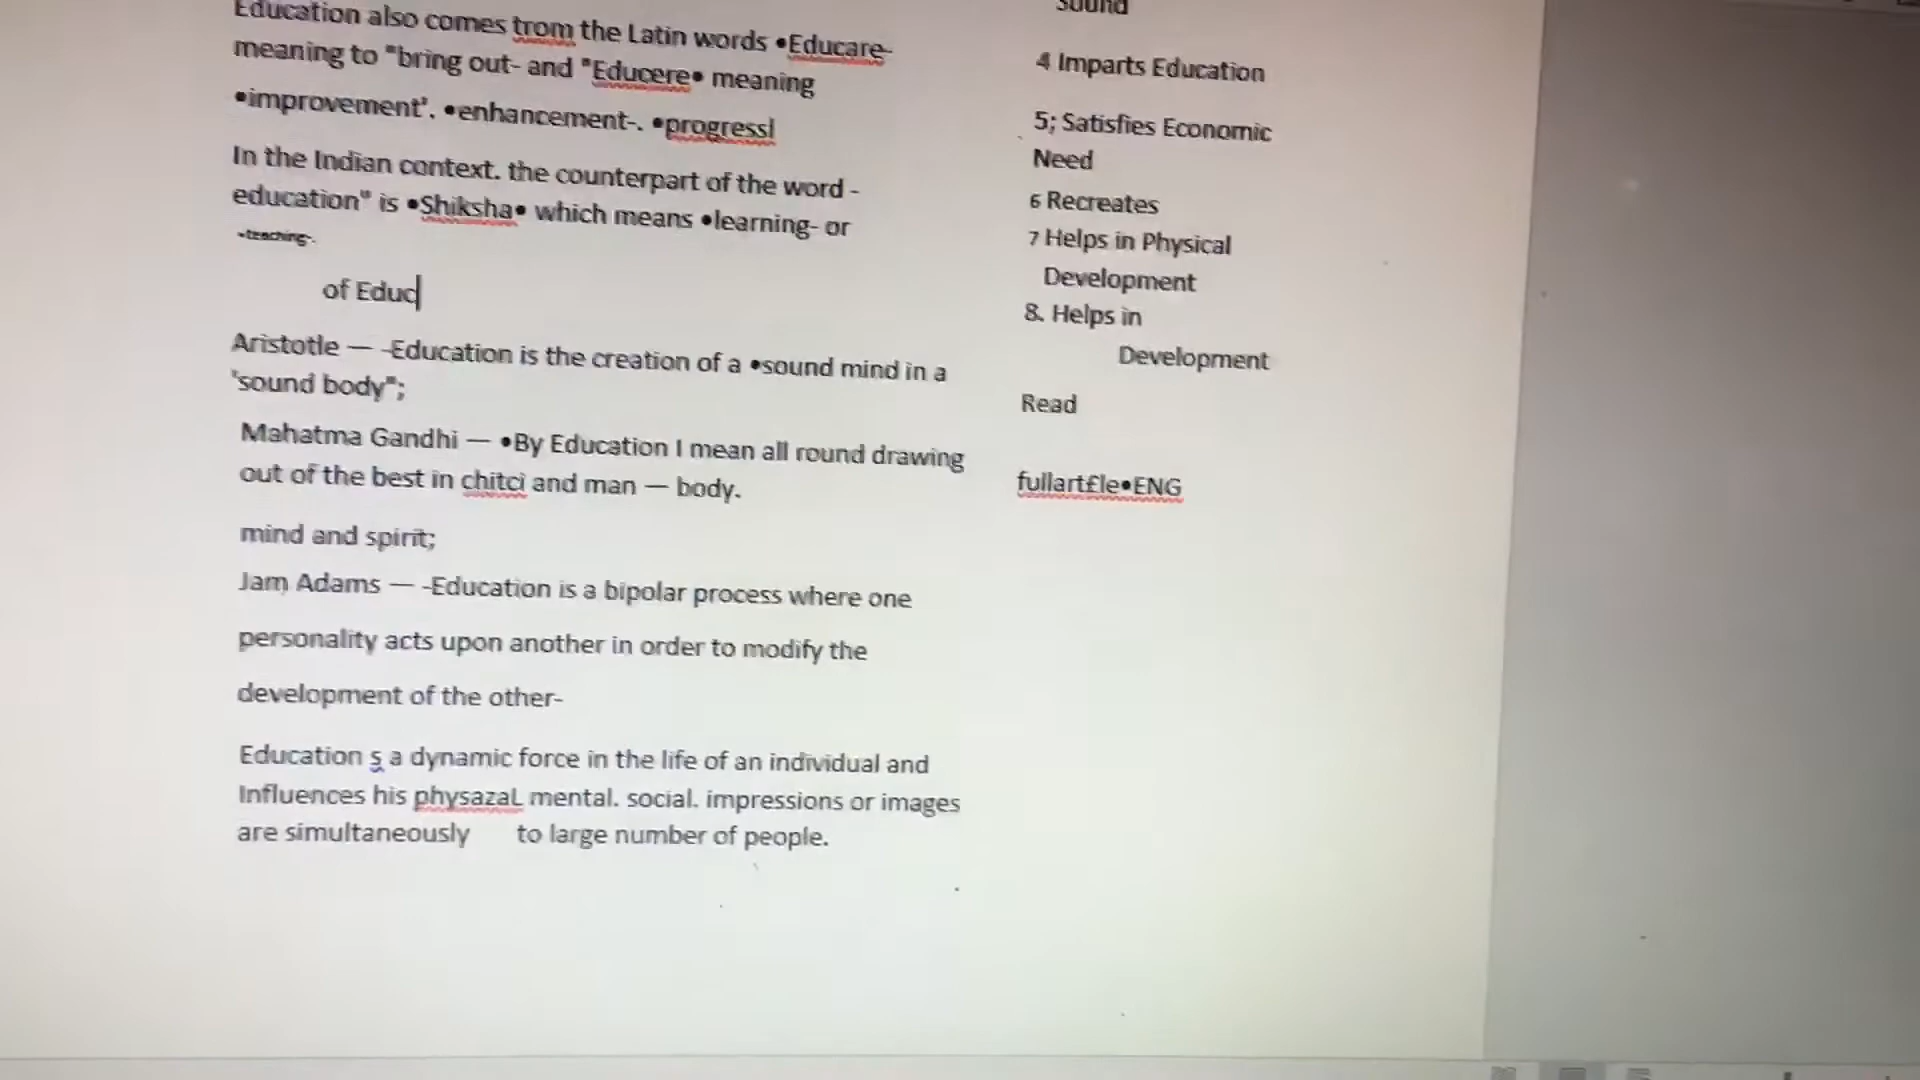 Education also comes trom the Latin words •Educare-
meaning to "bring out- and "Educere• meaning
•improvement'. •enhancement-. •progressl
In the Indian context. the counterpart of the word -
education" is •Shiksha• which means •learning- or
•teaching-.
of Educ
Aristotle — -Education is the creation of a •sound mind in a
'sound body";
Mahatma Gandhi — •By Education I mean all round drawing
out of the best in chitci and man — body.
mind and spirit;
Jam Adams — -Education is a bipolar process where one
personality acts upon another in order to modify the
development of the other-
Education s a dynamic force in the life of an individual and
Influences his physazaL mental. social. impressions or images
are simultaneously to large number of people.
Sound
4 Imparts Education
5; Satisfies Economic
Need
6 Recreates
7 Helps in Physical
Development
8. Helps in
Development
Read
fullart£le•ENG